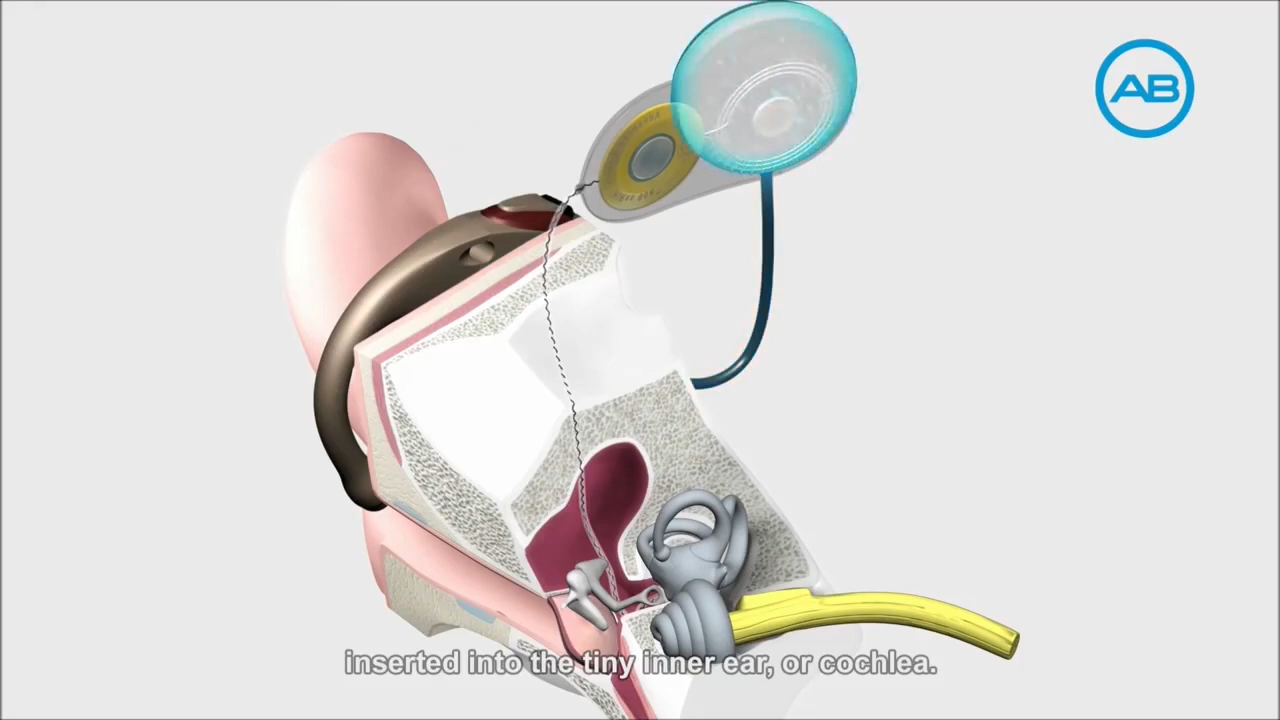 AB
inserted into the tiny inner ear, or cochlea.